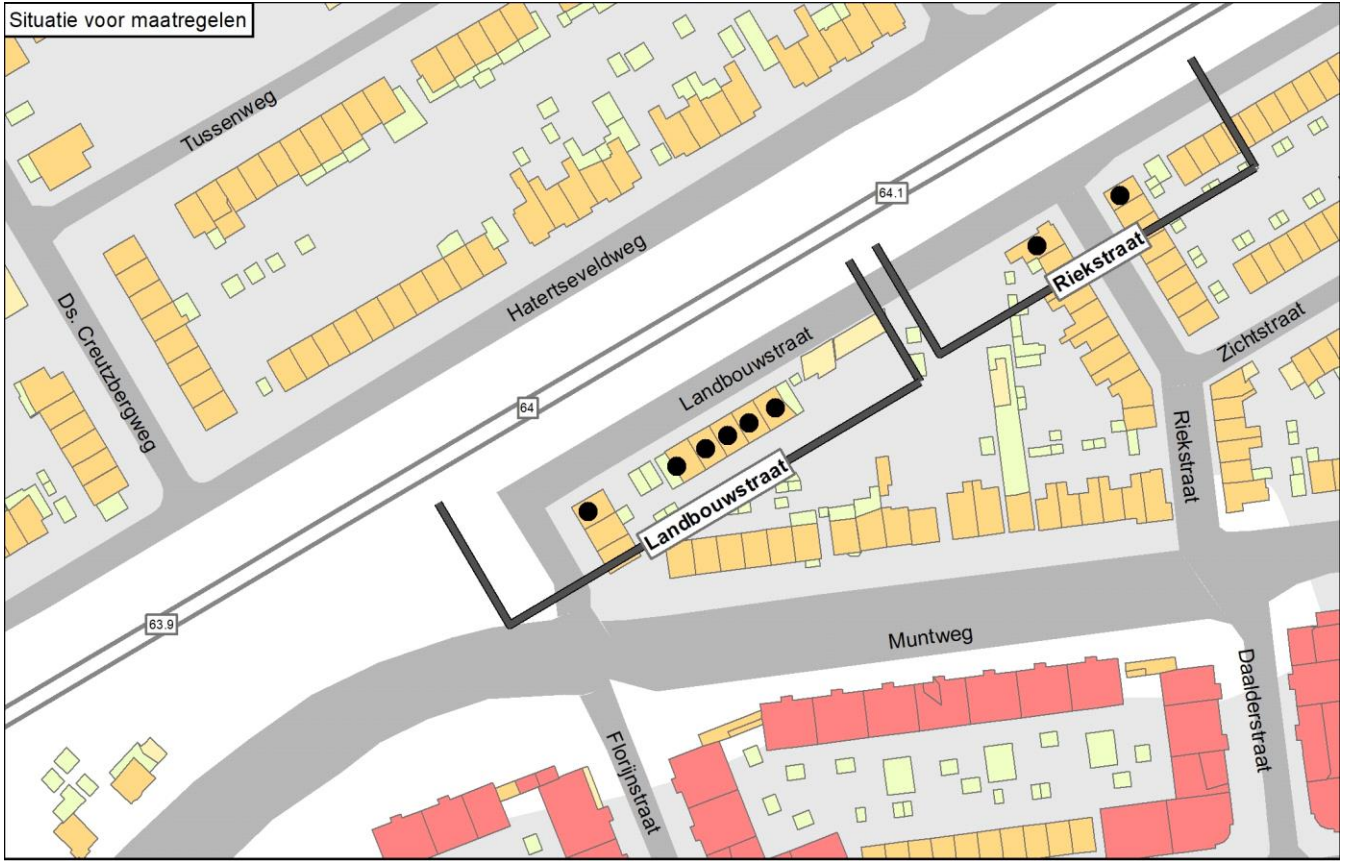 Situatie voor maatregelen
Tussenweg
64.1
Riekstraat
Hatertseveldweg
Ds. Creutzbergweg
Zichtstraat
Landbouwstraat
64
Riekstraat
Landbouwstraat
63.9
Muntweg
Daalderstraat
Florijnstraat